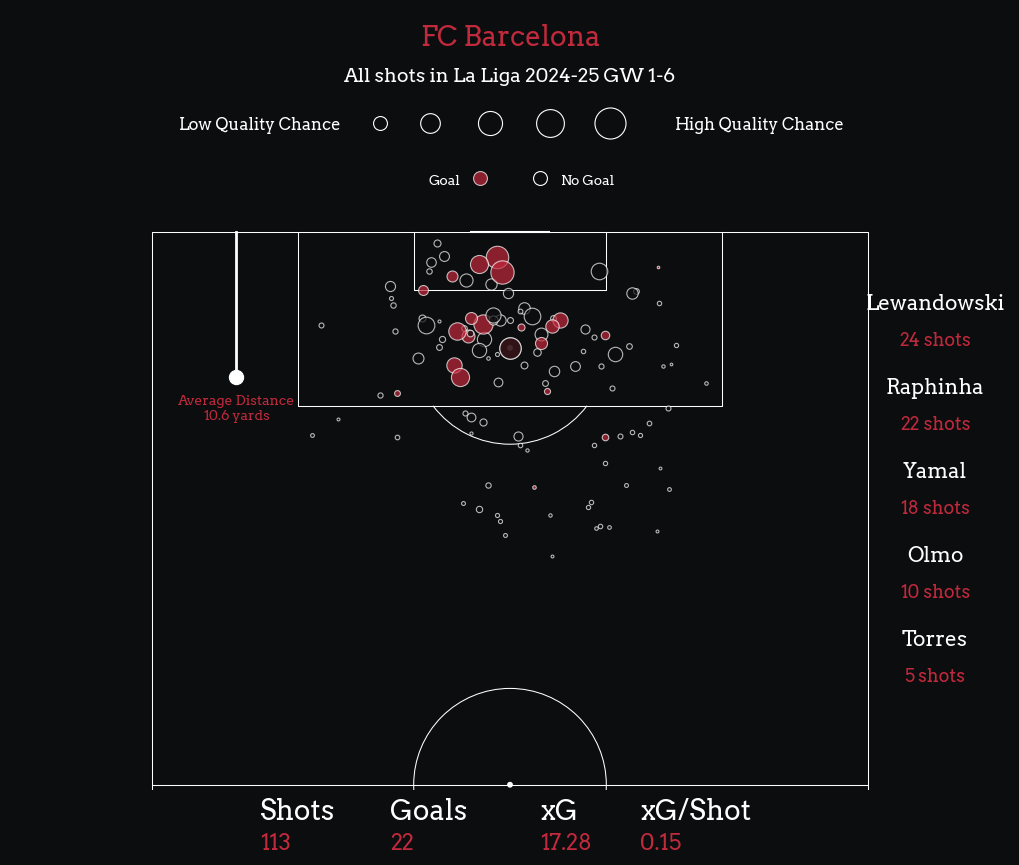 FC Barcelona
All shots in La Liga 2024-25 GW 1-6
Low Quality Chance High Quality Chance
Goal No Goal
Average Distance
10.6 yards
Lewandowski
24 shots
Raphinha
22 shots
Yamal
18 shots
Olmo
10 shots
Torres
5 shots
Shots Goals xG xG/Shot
113 22 17.28 0.15